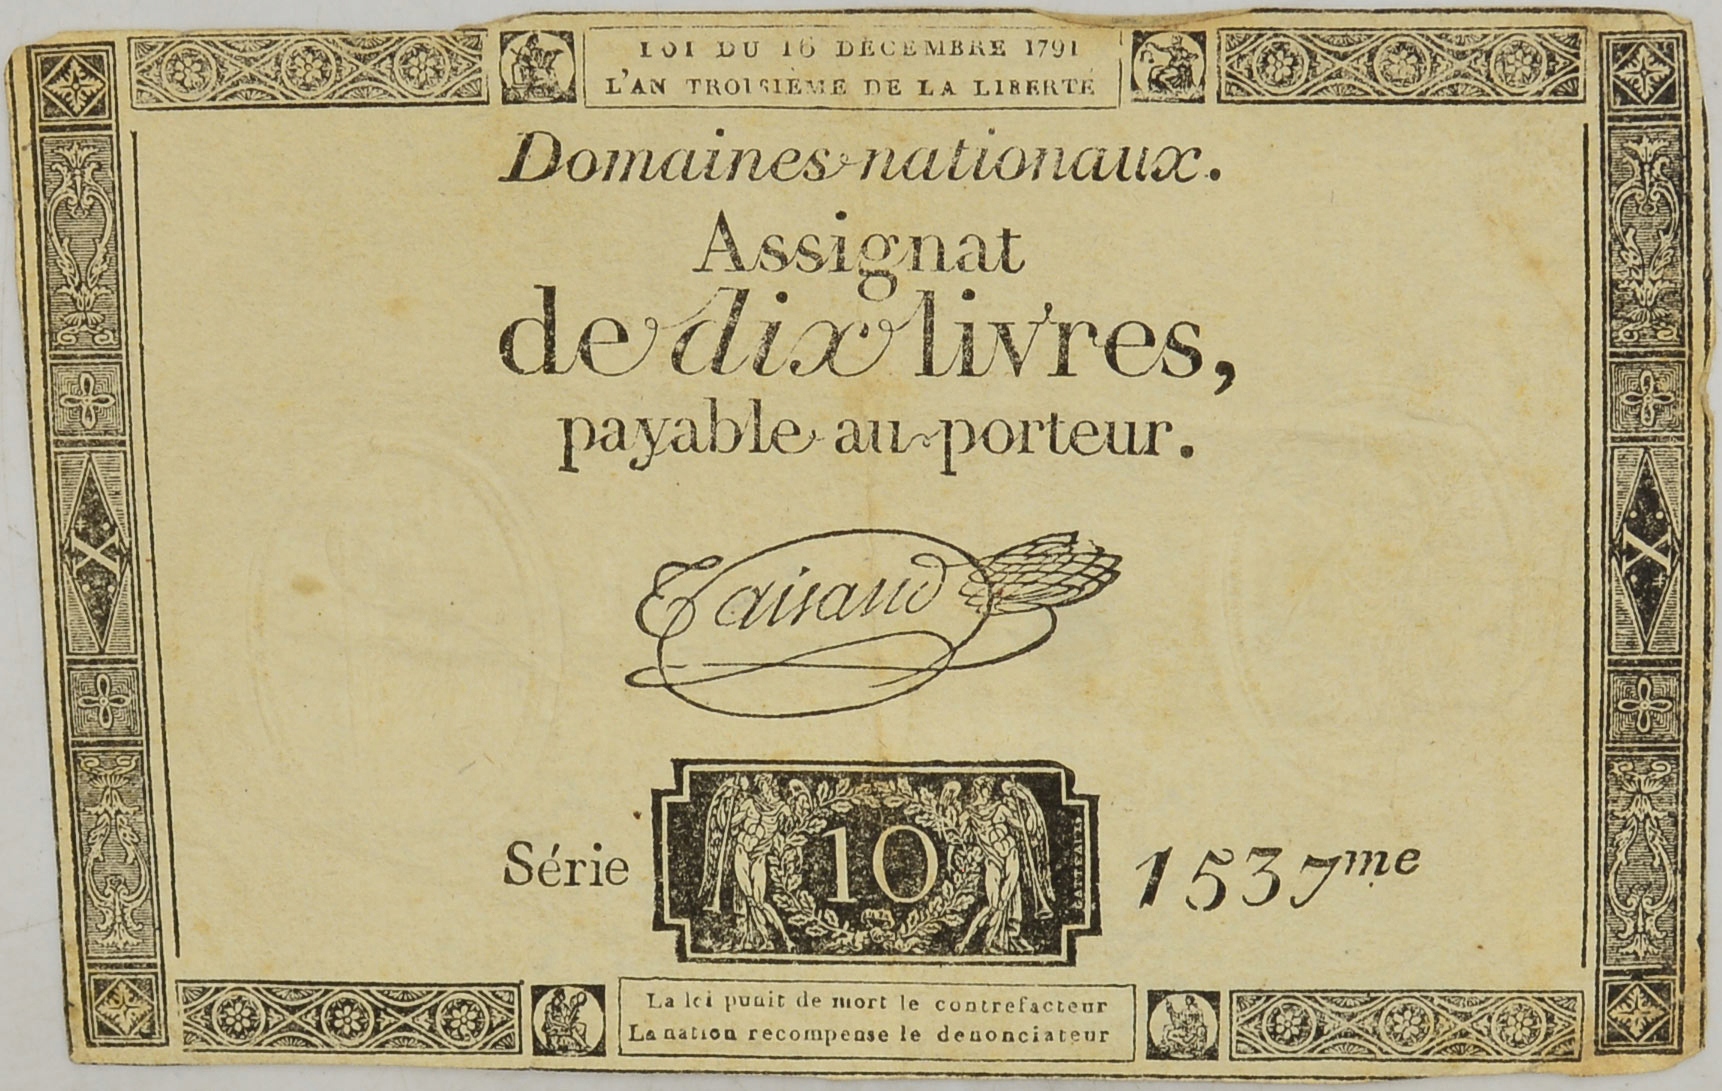 LOI DU 16 DÉCEMBRE 1791
L'AN TROISIÈME DE LA LIBERTÉ
Domaines nationaux.
Assignat
de dix livres,
payable au porteur.
X
X
Taisaud
Série 10 1537me
La loi punit de mort le contrefacteur
La nation recompense le denonciateur